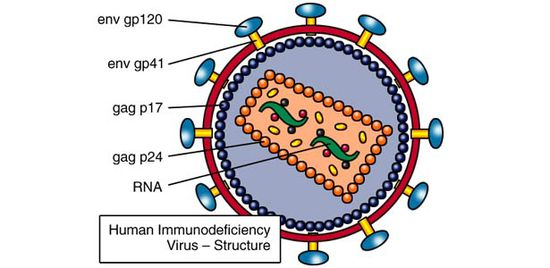 env gp120
env gp41
gag p17
gag p24
RNA
Human Immunodeficiency
Virus – Structure